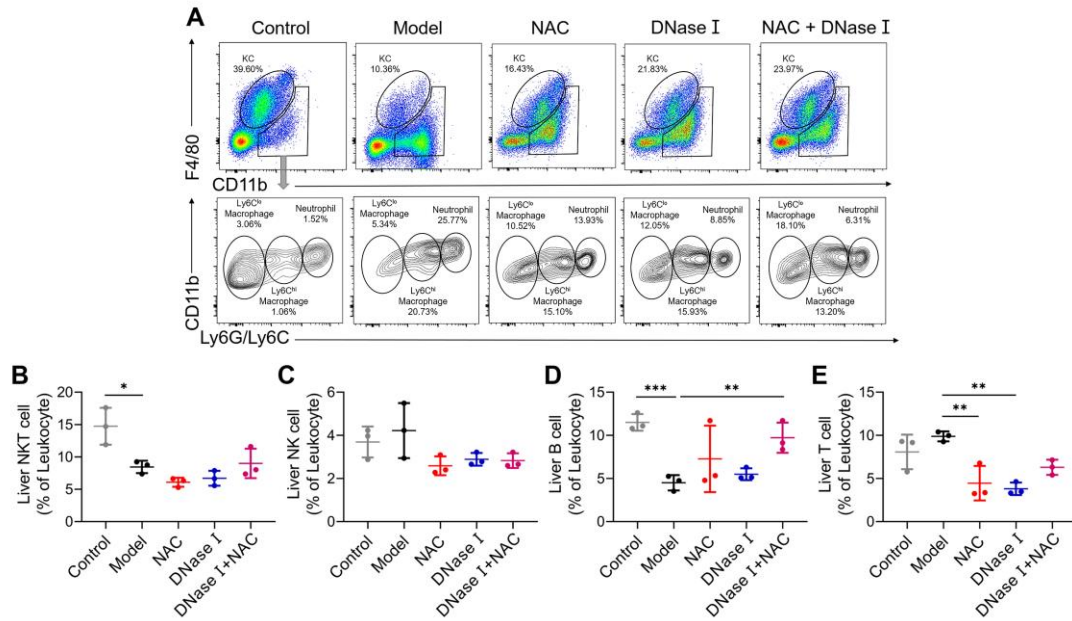 A
Control
Model
NAC
DNase I
NAC + DNase I
KC
39.60%
KC
10.36%
KC
16.43%
KC
21.83%
KC
23.97%
F4/80
CD11b
Ly6Cˡᵒ
Macrophage
3.06%
Neutrophil
1.52%
Ly6Cʰⁱ
Macrophage
1.06%
Ly6Cˡᵒ
Macrophage
5.34%
Neutrophil
25.77%
Ly6Cʰⁱ
Macrophage
20.73%
Ly6Cˡᵒ
Macrophage
10.52%
Neutrophil
13.93%
Ly6Cʰⁱ
Macrophage
15.10%
Ly6Cˡᵒ
Macrophage
12.05%
Neutrophil
8.85%
Ly6Cʰⁱ
Macrophage
15.93%
Ly6Cˡᵒ
Macrophage
18.10%
Neutrophil
6.31%
Ly6Cʰⁱ
Macrophage
13.20%
CD11b
Ly6G/Ly6C
B
Liver NKT cell
(% of Leukocyte)
20
15
10
5
0
*
Control
Model
NAC
DNase I
DNase I+NAC
C
Liver NK cell
(% of Leukocyte)
6
4
2
0
Control
Model
NAC
DNase I
DNase I+NAC
D
Liver B cell
(% of Leukocyte)
15
10
5
0
***
**
Control
Model
NAC
DNase I
DNase I+NAC
E
Liver T cell
(% of Leukocyte)
15
10
5
0
**
**
Control
Model
NAC
DNase I
DNase I+NAC